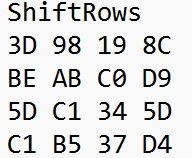 ShiftRows
3D 98 19 8C
BE AB C0 D9
5D C1 34 5D
C1 B5 37 D4